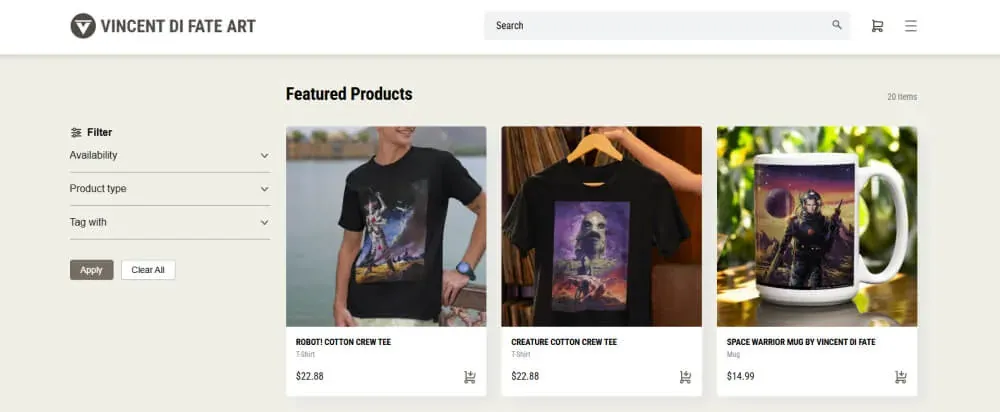 VINCENT DI FATE ART
Search
Featured Products
20 Items
Filter
Availability
Product type
Tag with
Apply
Clear All
ROBOT! COTTON CREW TEE
T-Shirt
$22.88
CREATURE COTTON CREW TEE
T-Shirt
$22.88
SPACE WARRIOR MUG BY VINCENT DI FATE
Mug
$14.99